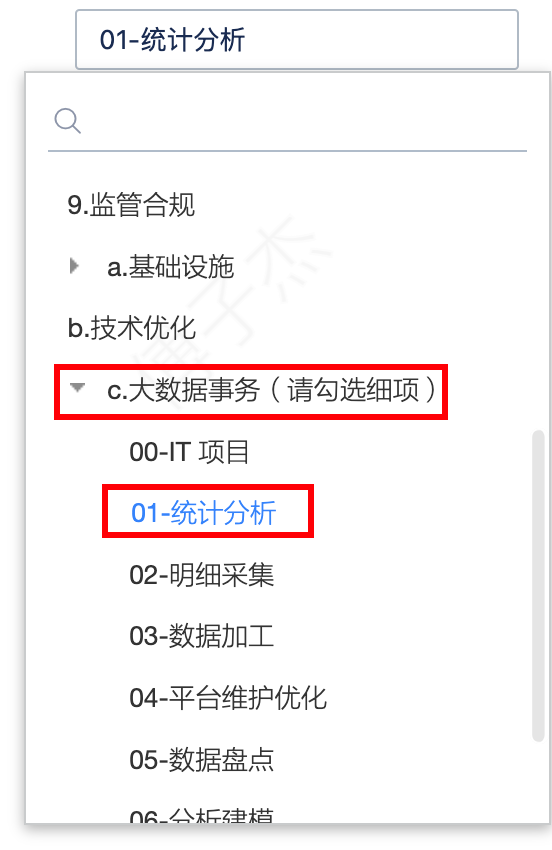 01-统计分析
9.监管合规
a.基础设施
b.技术优化
c.大数据事务（请勾选细项）
00-IT 项目
01-统计分析
02-明细采集
03-数据加工
04-平台维护优化
05-数据盘点
06-分析建模